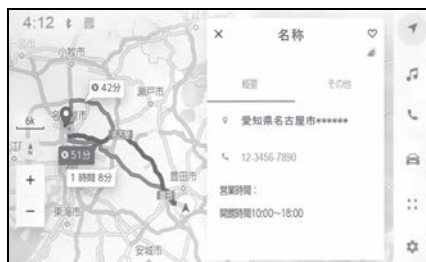 4:12
名称
小牧市
42分
瀬戸市
概要
その他
6k
愛知県名古屋市******
51分
12-3456-7890
1 時間 8分
豊田市
営業時間：
開館時間10:00～18:00
東海市
安城市